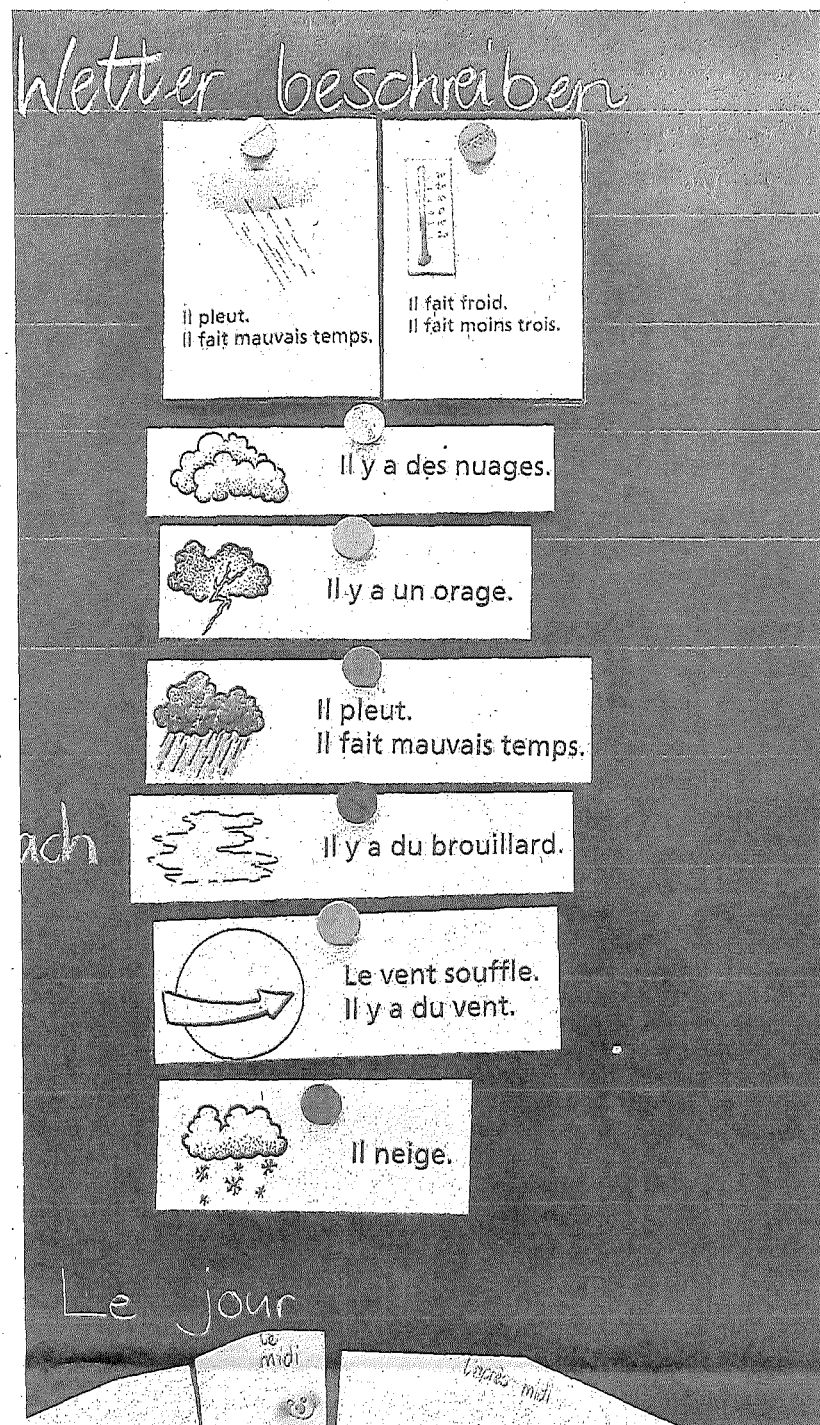 Wetter beschreiben
Il pleut.
Il fait mauvais temps.
Il fait froid.
Il fait moins trois.
Il y a des nuages.
Il y a un orage.
Il pleut.
Il fait mauvais temps.
ach
Il y a du brouillard.
Le vent souffle.
Il y a du vent.
Il neige.
Le jour
Le
midi
L'après-midi